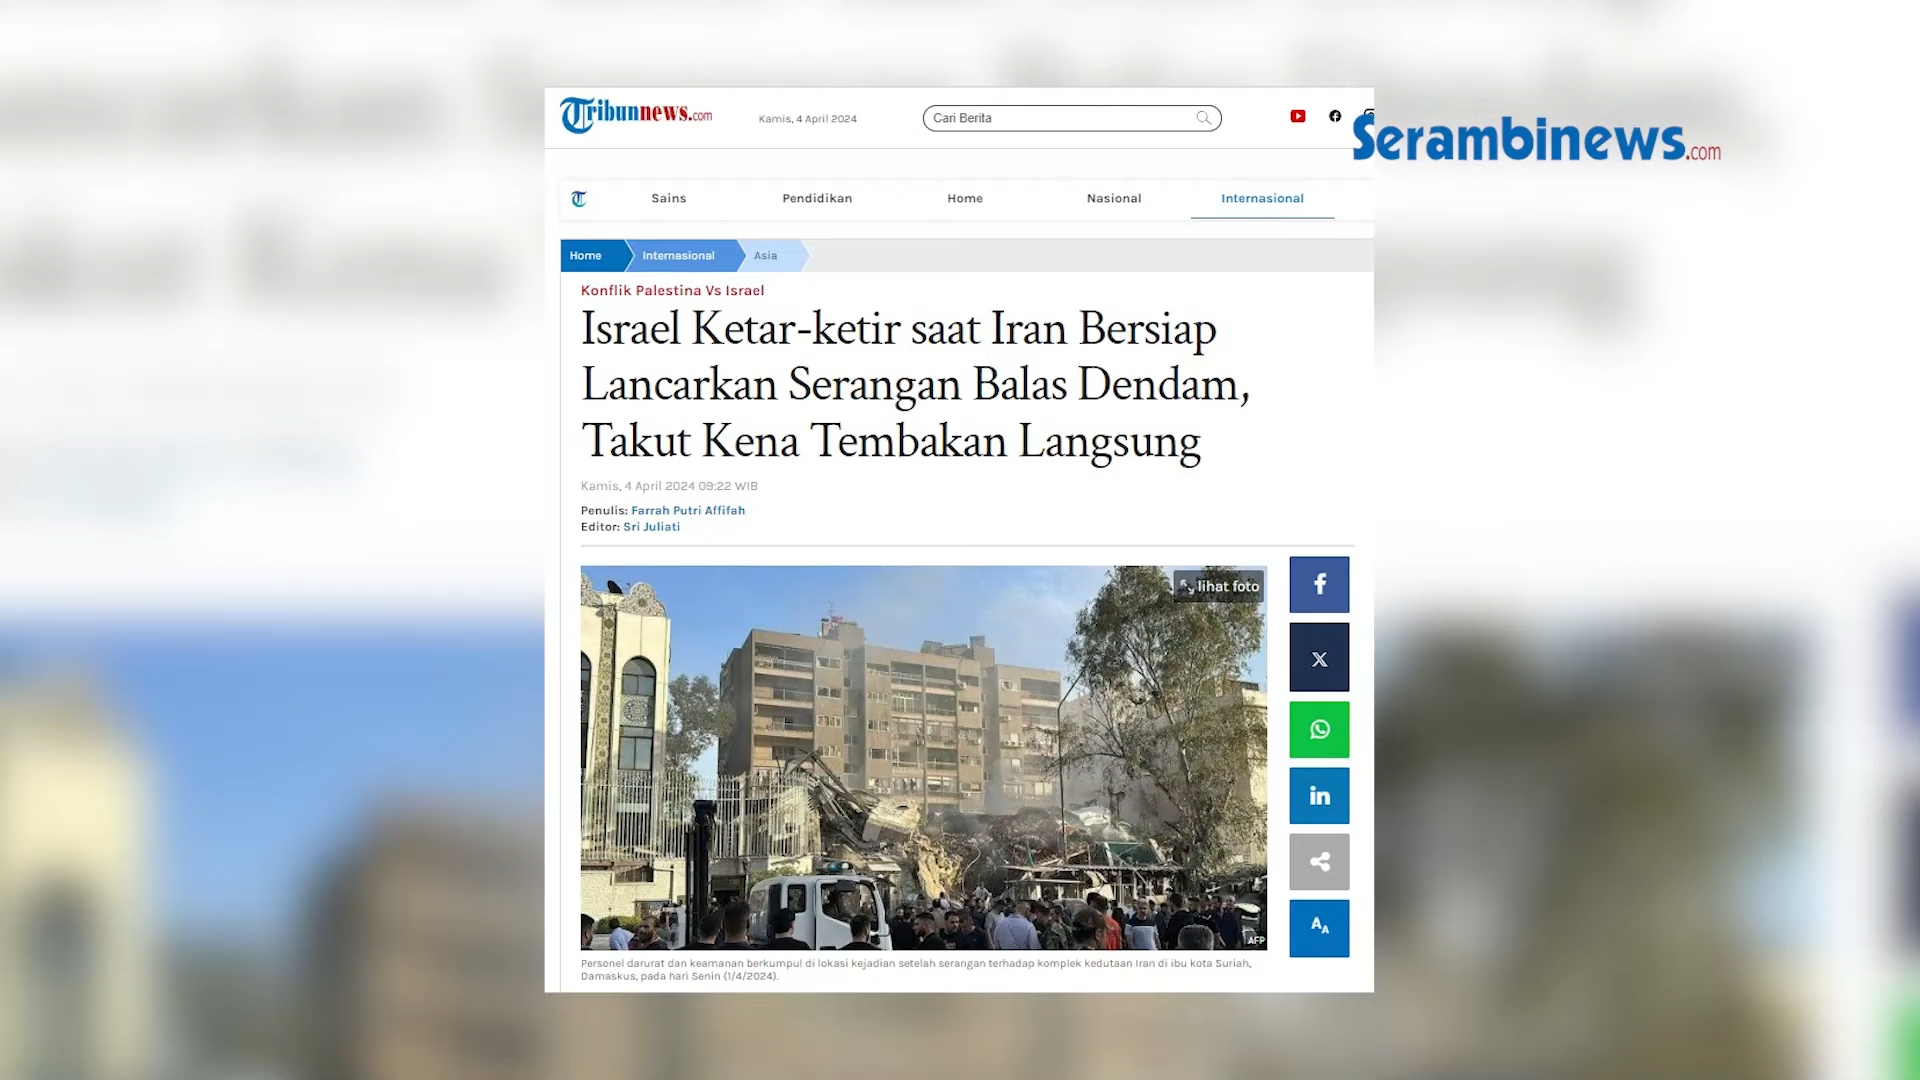 Tribunnews.com
Kamis, 4 April 2024
Cari Berita
Serambinews.com
Sains
Pendidikan
Home
Nasional
Internasional
Home
Internasional
Asia
Konflik Palestina Vs Israel
Israel Ketar-ketir saat Iran Bersiap
Lancarkan Serangan Balas Dendam,
Takut Kena Tembakan Langsung
Kamis, 4 April 2024 09:22 WIB
Penulis: Farrah Putri Affifah
Editor: Sri Juliati
lihat foto
AFP
Personel darurat dan keamanan berkumpul di lokasi kejadian setelah serangan terhadap komplek kedutaan Iran di ibu kota Suriah,
Damaskus, pada hari Senin (1/4/2024).